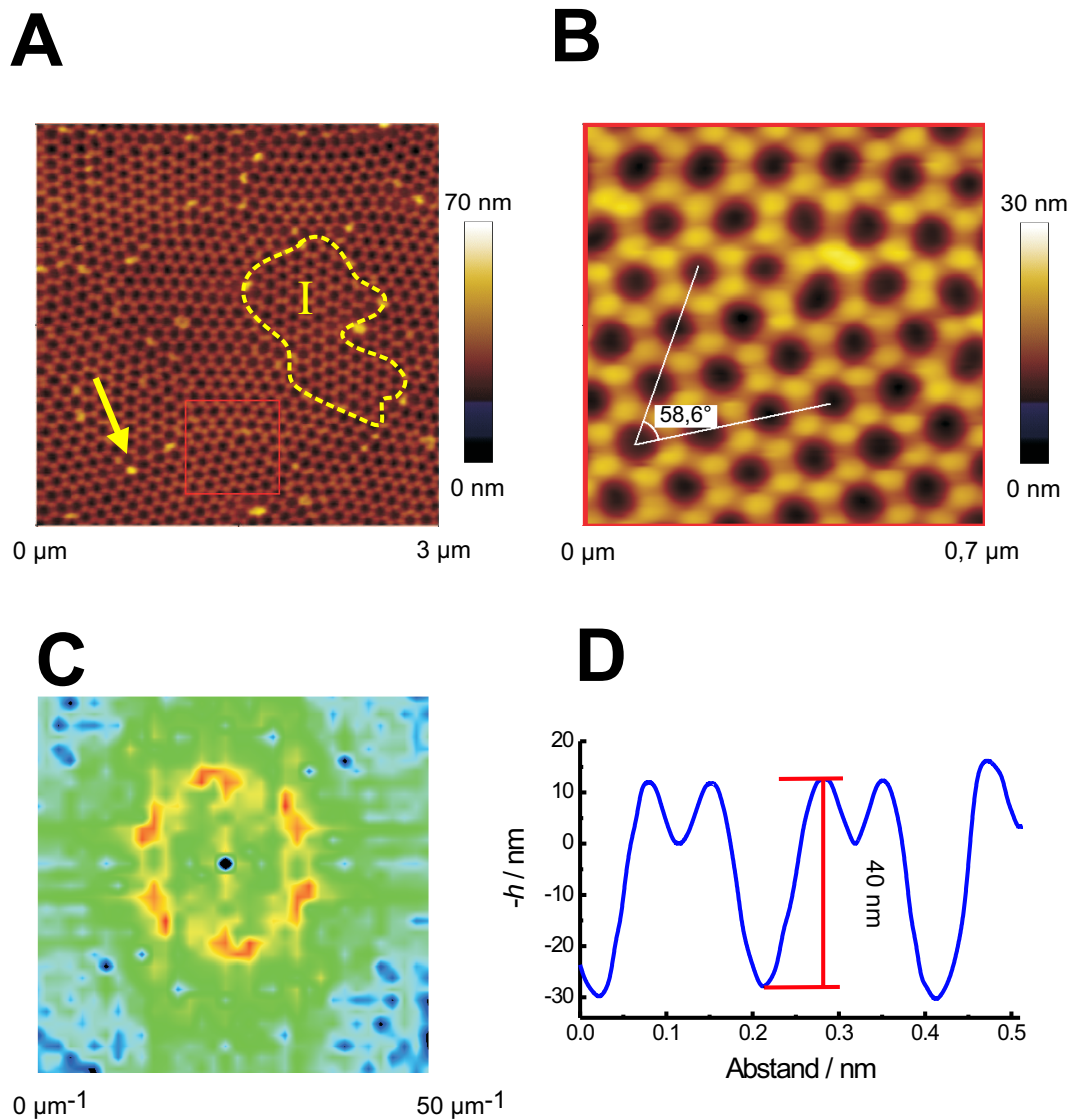 A
B
70 nm
I
0 nm
0 µm
3 µm
30 nm
58,6°
0 nm
0 µm
0,7 µm
C
0 µm⁻¹
50 µm⁻¹
D
20
10
0
-10
-20
-30
-h / nm
40 nm
0.0
0.1
0.2
0.3
0.4
0.5
Abstand / nm